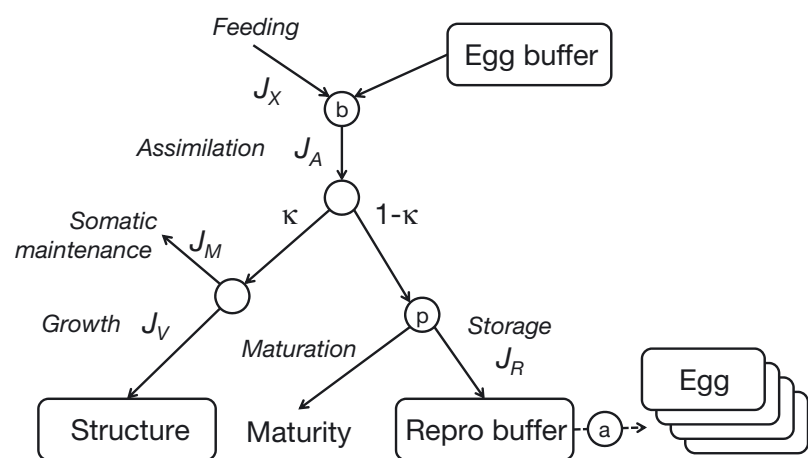 Feeding
Egg buffer
J_X
b
Assimilation
J_A
κ
1-κ
Somatic
maintenance
J_M
p
Growth
J_V
Maturation
Storage
J_R
Egg
Structure
Maturity
Repro buffer
a